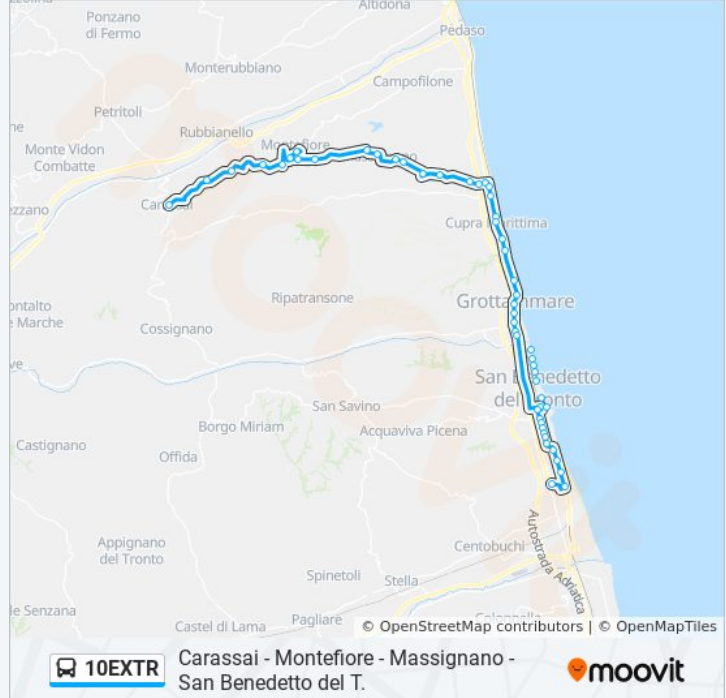 Altidona
Ponzano
di Fermo
Pedaso
Monterubbiano
Campofilone
Petritoli
ne
Rubbianello
Monte Vidon
Combatte
Montefiore
ezzano
Cupra Marittima
Ripatransone
Grottammare
ontalto
e Marche
Cossignano
ve
San Benedetto
del Tronto
San Savino
Borgo Miriam
Acquaviva Picena
Castignano
Offida
Appignano
del Tronto
Centobuchi
Autostrada Adriatica
Spinetoli
Stella
le Senzana
Castel di Lama
Pagliare
© OpenStreetMap contributors | © OpenMapTiles
10EXTR
Carassai - Montefiore - Massignano -
San Benedetto del T.
moovit